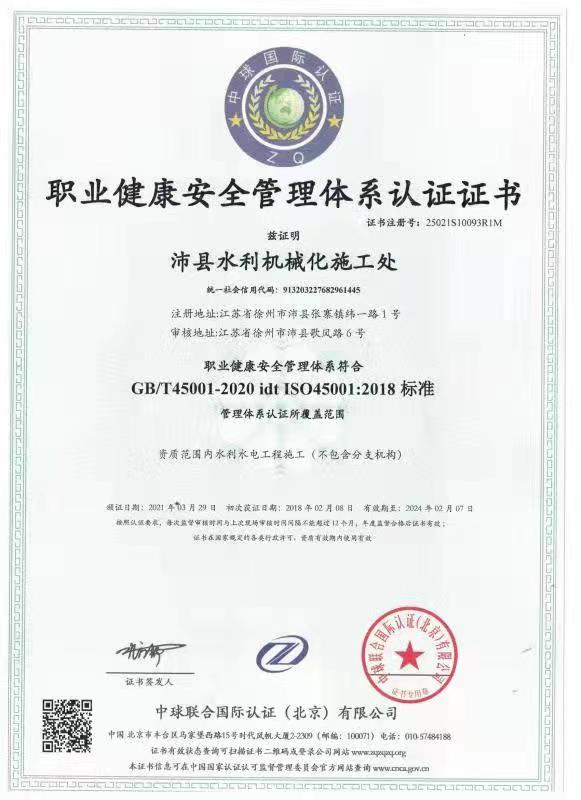 中球国际认证
ZQ
职业健康安全管理体系认证证书
证书注册号：25021S10093R1M
兹证明
沛县水利机械化施工处
统一社会信用代码：913203227682961445
注册地址:江苏省徐州市沛县张寨镇纬一路1号
审核地址:江苏省徐州市沛县歌风路6号
职业健康安全管理体系符合
GB/T45001-2020 idt ISO45001:2018 标准
管理体系认证所覆盖范围
资质范围内水利水电工程施工（不包含分支机构）
颁证日期：2021年03月29日 初次获证日期：2018年02月08日 有效期至：2024年02月07日
按照认证要求，每次监督审核时间与上次现场审核时间间隔不能超过12个月，年度监督合格后证书有效；
证书在国家规定的各类行政许可、资质有效期内使用有效
中球联合国际认证(北京)有限公司
证书专用章
证书签发人
中球联合国际认证（北京）有限公司
中国 北京市丰台区马家堡西路15号时代风帆大厦2-2309（邮编：100071）电话：010-57484188
证书有效状态查询可扫描证书二维码或登录公司网站 www.zqzqzq.org
本证书信息可在中国国家认证认可监督管理委员会官方网站查询 www.cnca.gov.cn